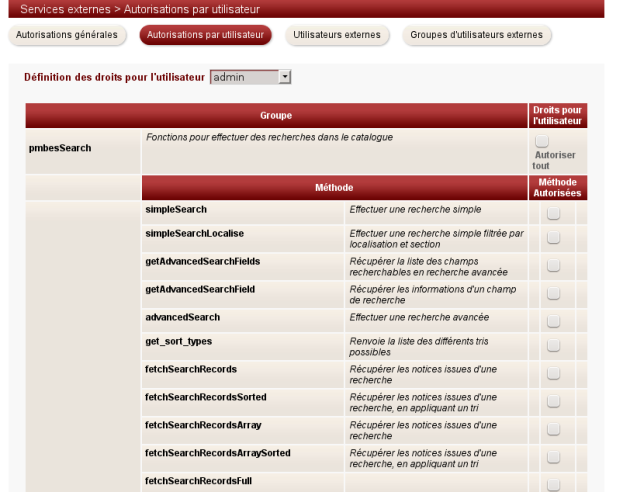 Services externes > Autorisations par utilisateur
Autorisations générales
Autorisations par utilisateur
Utilisateurs externes
Groupes d'utilisateurs externes
Définition des droits pour l'utilisateur admin
Groupe
Droits pour
l'utilisateur
pmbesSearch
Fonctions pour effectuer des recherches dans le catalogue
Autoriser
tout
Méthode
Méthode
Autorisées
simpleSearch
Effectuer une recherche simple
simpleSearchLocalise
Effectuer une recherche simple filtrée par
localisation et section
getAdvancedSearchFields
Récupérer la liste des champs
recherchables en recherche avancée
getAdvancedSearchField
Récupérer les informations d'un champ
de recherche
advancedSearch
Effectuer une recherche avancée
get_sort_types
Renvoie la liste des différents tris
possibles
fetchSearchRecords
Récupérer les notices issues d'une
recherche
fetchSearchRecordsSorted
Récupérer les notices issues d'une
recherche, en appliquant un tri
fetchSearchRecordsArray
Récupérer les notices issues d'une
recherche
fetchSearchRecordsArraySorted
Récupérer les notices issues d'une
recherche, en appliquant un tri
fetchSearchRecordsFull